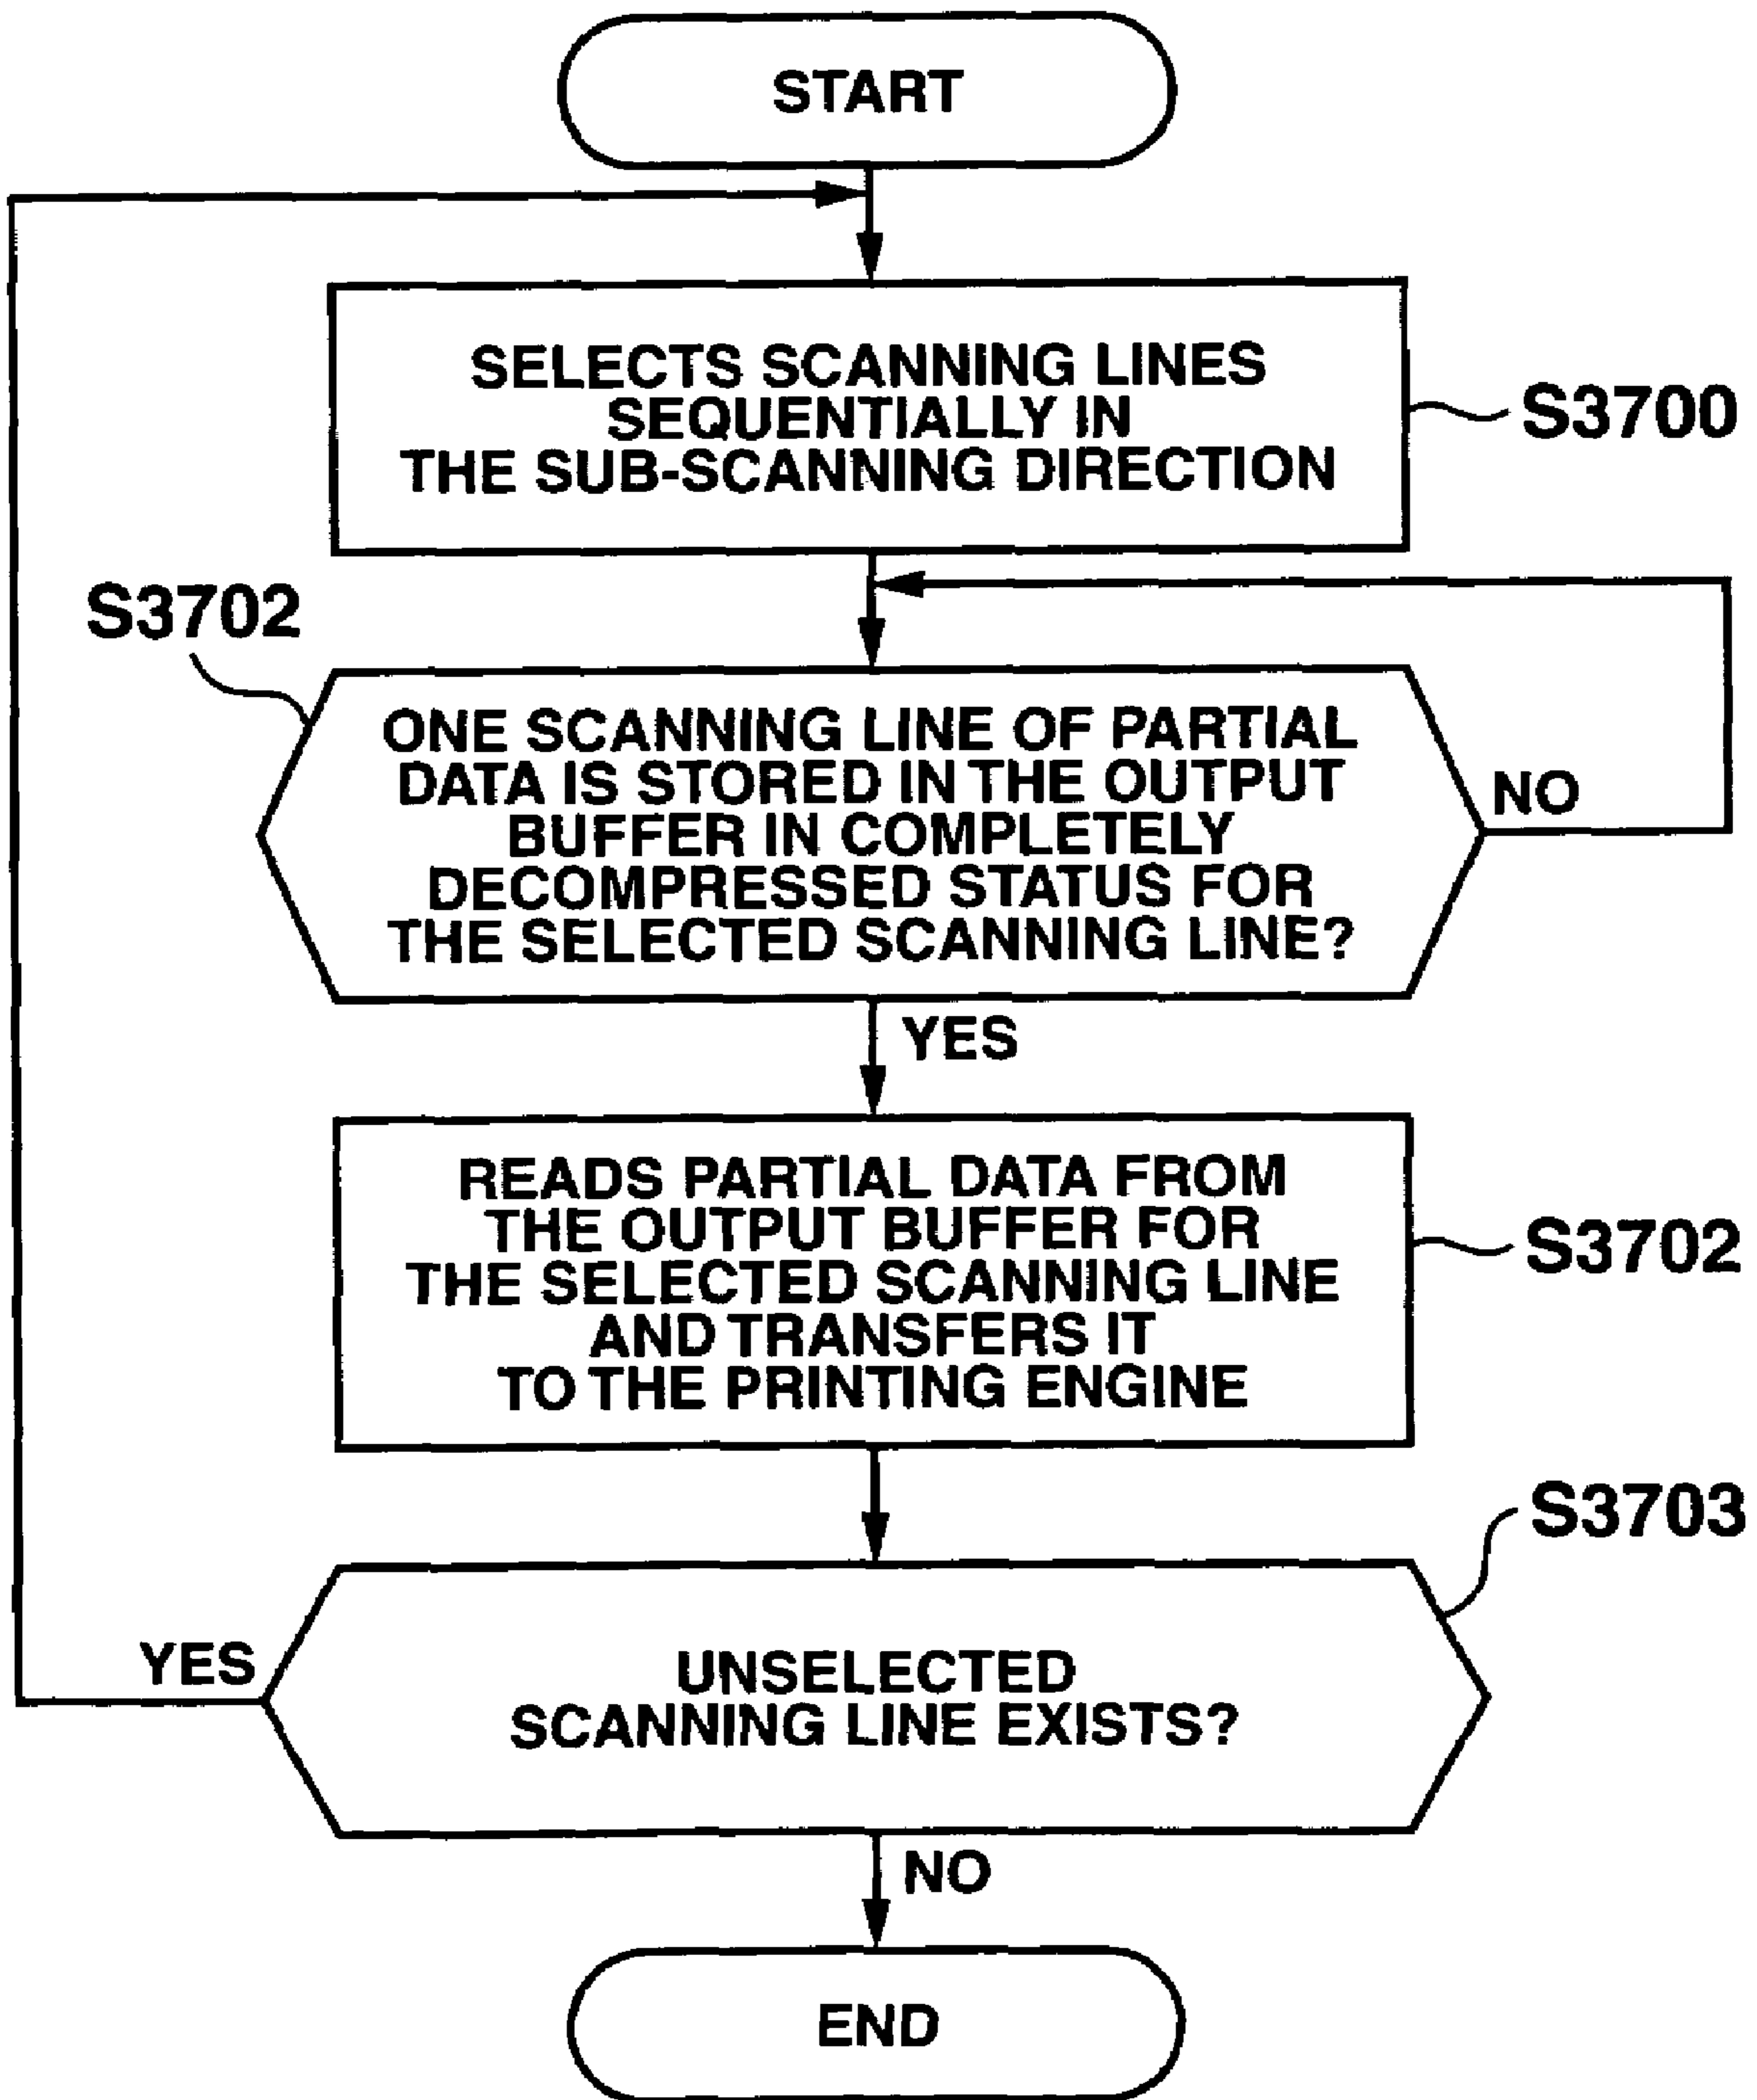 START
SELECTS SCANNING LINES
SEQUENTIALLY IN
THE SUB-SCANNING DIRECTION
S3700
S3702
ONE SCANNING LINE OF PARTIAL
DATA IS STORED IN THE OUTPUT
BUFFER IN COMPLETELY
DECOMPRESSED STATUS FOR
THE SELECTED SCANNING LINE?
NO
YES
READS PARTIAL DATA FROM
THE OUTPUT BUFFER FOR
THE SELECTED SCANNING LINE
AND TRANSFERS IT
TO THE PRINTING ENGINE
S3702
S3703
YES
UNSELECTED
SCANNING LINE EXISTS?
NO
END